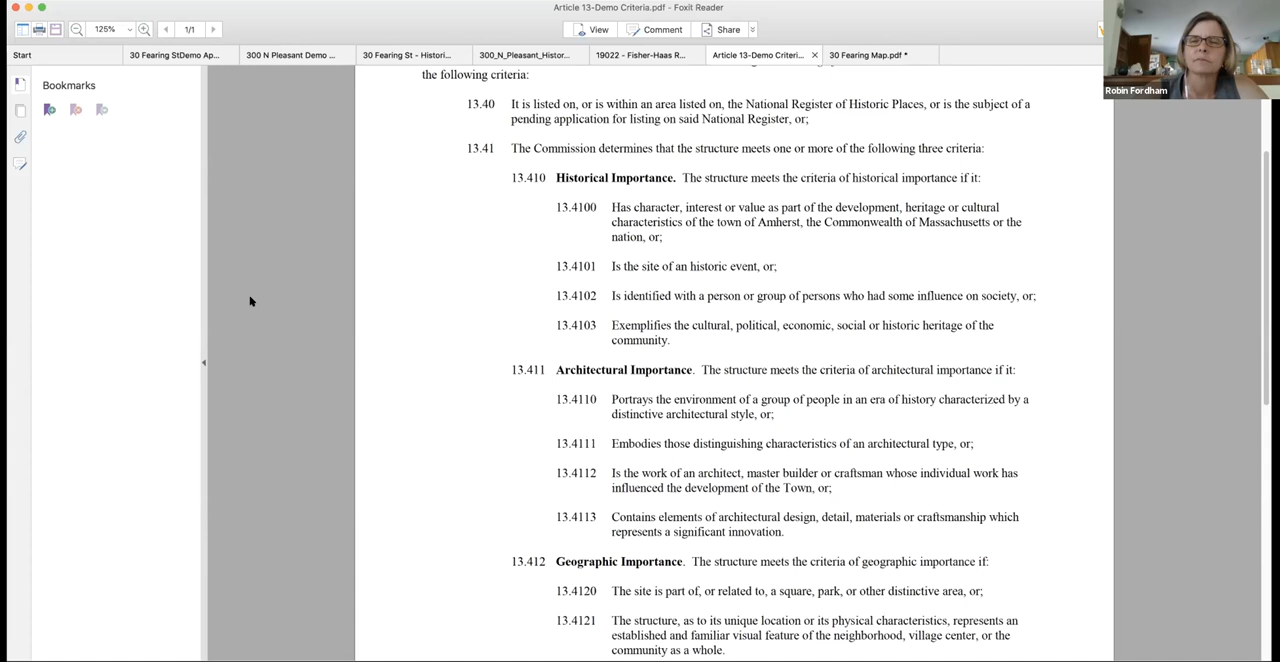 Article 13-Demo Criteria.pdf - Foxit Reader
125%
1/1
View
Comment
Share
Start
30 Fearing StDemo Ap...
300 N Pleasant Demo ...
30 Fearing St - Histori...
300_N_Pleasant_Histor...
19022 - Fisher-Haas R...
Article 13-Demo Criteri...
30 Fearing Map.pdf *
Robin Fordham
Bookmarks
the following criteria:
13.40 It is listed on, or is within an area listed on, the National Register of Historic Places, or is the subject of a
pending application for listing on said National Register, or;
13.41 The Commission determines that the structure meets one or more of the following three criteria:
13.410 Historical Importance. The structure meets the criteria of historical importance if it:
13.4100 Has character, interest or value as part of the development, heritage or cultural
characteristics of the town of Amherst, the Commonwealth of Massachusetts or the
nation, or;
13.4101 Is the site of an historic event, or;
13.4102 Is identified with a person or group of persons who had some influence on society, or;
13.4103 Exemplifies the cultural, political, economic, social or historic heritage of the
community.
13.411 Architectural Importance. The structure meets the criteria of architectural importance if it:
13.4110 Portrays the environment of a group of people in an era of history characterized by a
distinctive architectural style, or;
13.4111 Embodies those distinguishing characteristics of an architectural type, or;
13.4112 Is the work of an architect, master builder or craftsman whose individual work has
influenced the development of the Town, or;
13.4113 Contains elements of architectural design, detail, materials or craftsmanship which
represents a significant innovation.
13.412 Geographic Importance. The structure meets the criteria of geographic importance if:
13.4120 The site is part of, or related to, a square, park, or other distinctive area, or;
13.4121 The structure, as to its unique location or its physical characteristics, represents an
established and familiar visual feature of the neighborhood, village center, or the
community as a whole.